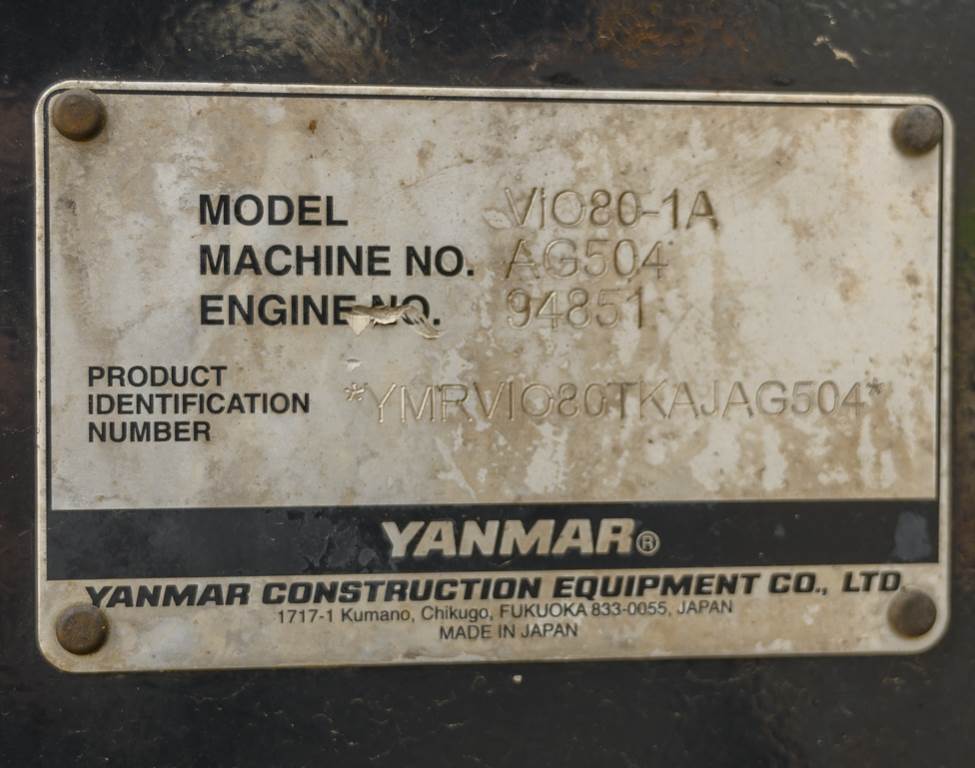 MODEL VIO80-1A
MACHINE NO. AG504
ENGINE NO. 94851
PRODUCT
IDENTIFICATION *YMRVIO80TKAJAG504*
NUMBER
YANMAR®
YANMAR CONSTRUCTION EQUIPMENT CO., LTD.
1717-1 Kumano, Chikugo, FUKUOKA 833-0055, JAPAN
MADE IN JAPAN